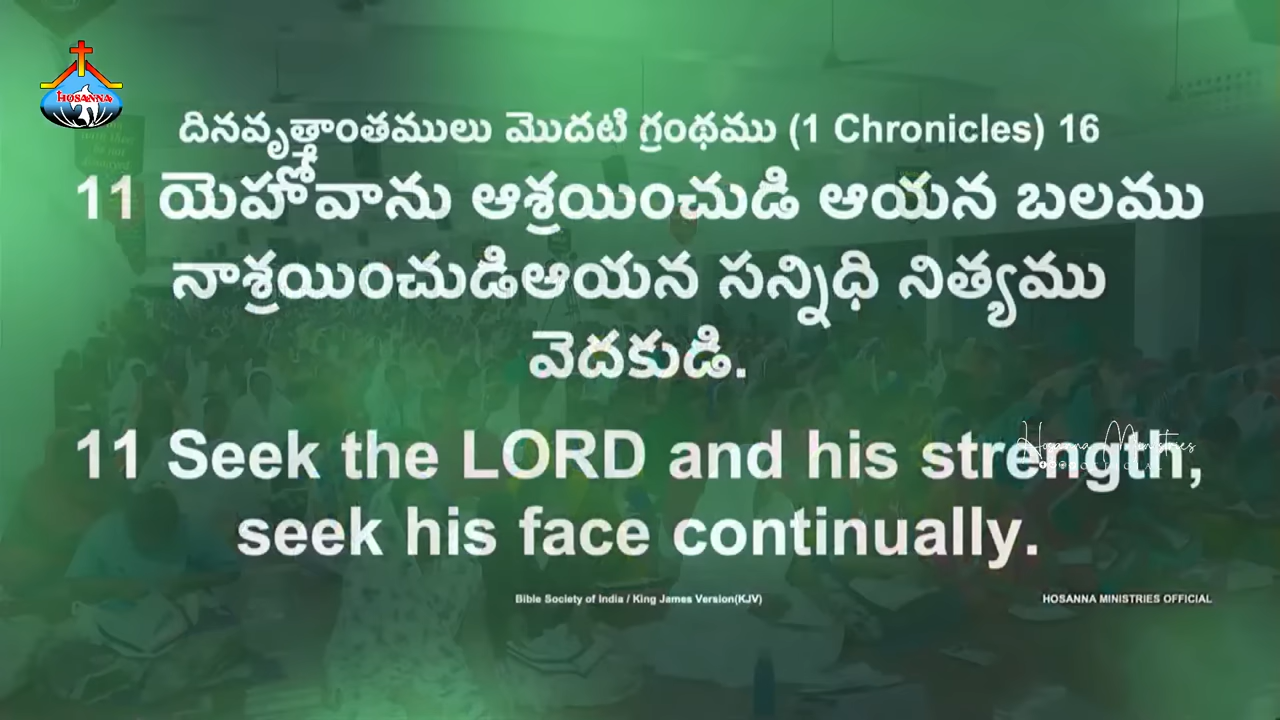 HOSANNA
దినవృత్తాంతములు మొదటి గ్రంథము (1 Chronicles) 16
11 యెహోవాను ఆశ్రయించుడి ఆయన బలము
నాశ్రయించుడిఆయన సన్నిధి నిత్యము
వెదకుడి.
11 Seek the LORD and his strength,
seek his face continually.
Hosanna Ministries
Bible Society of India / King James Version(KJV)
HOSANNA MINISTRIES OFFICIAL